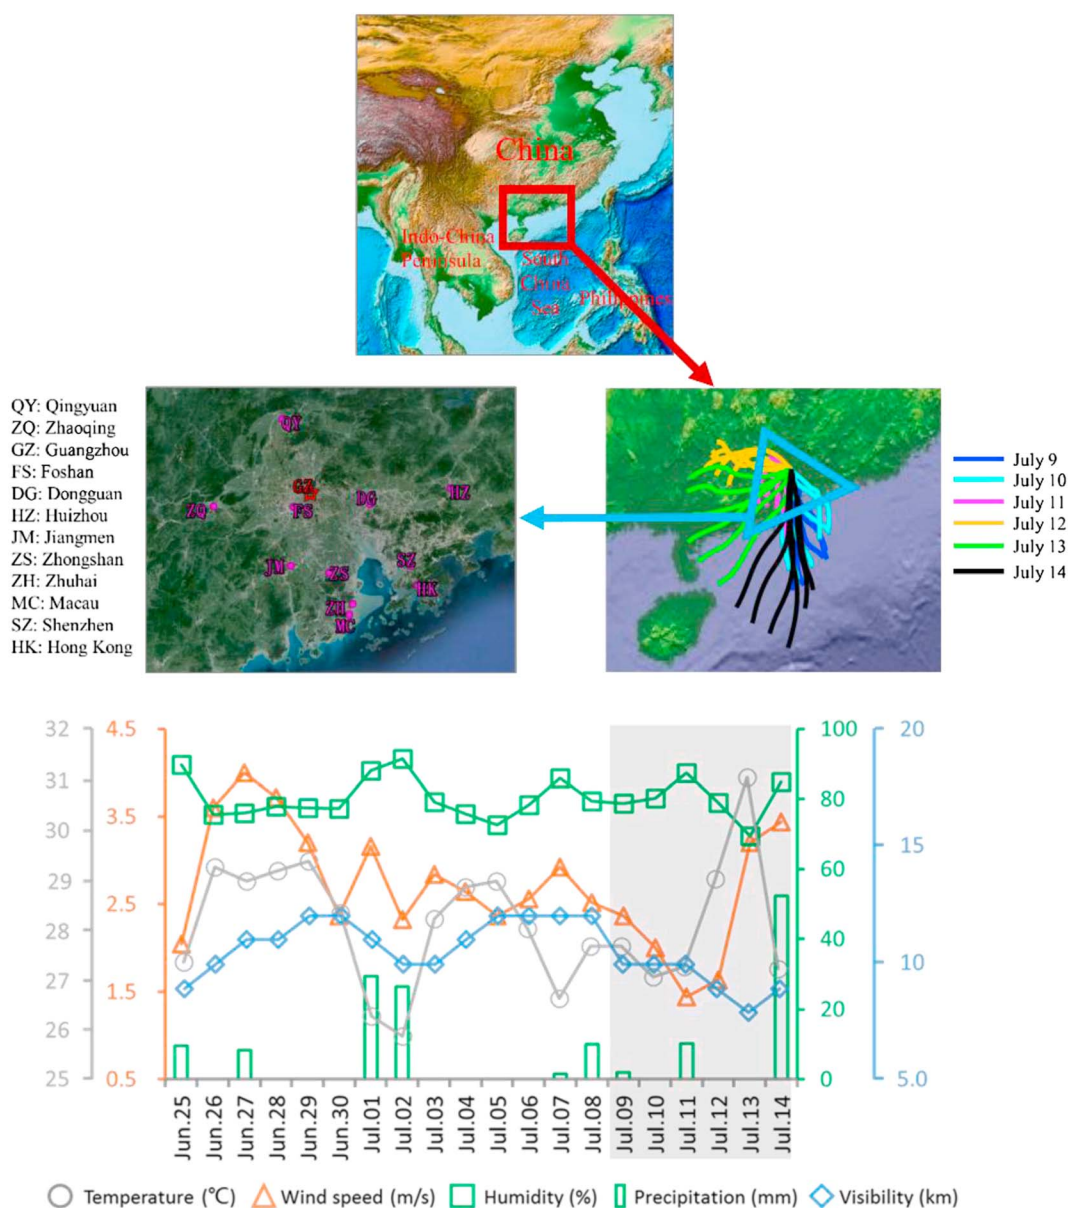 China
Indo-China
Peninsula
South
China
Sea
Philippines
QY: Qingyuan
ZQ: Zhaoqing
GZ: Guangzhou
FS: Foshan
DG: Dongguan
HZ: Huizhou
JM: Jiangmen
ZS: Zhongshan
ZH: Zhuhai
MC: Macau
SZ: Shenzhen
HK: Hong Kong
QY
GZ
ZQ
FS
DG
HZ
JM
ZS
SZ
HK
ZH
MC
July 9
July 10
July 11
July 12
July 13
July 14
32 4.5 100 20
31
3.5 80
30 15
29 60
2.5
28 40
10
27
1.5 20
26
25 0.5 0 5.0
Jun.25 Jun.26 Jun.27 Jun.28 Jun.29 Jun.30 Jul.01 Jul.02 Jul.03 Jul.04 Jul.05 Jul.06 Jul.07 Jul.08 Jul.09 Jul.10 Jul.11 Jul.12 Jul.13 Jul.14
Temperature (℃) Wind speed (m/s) Humidity (%) Precipitation (mm) Visibility (km)